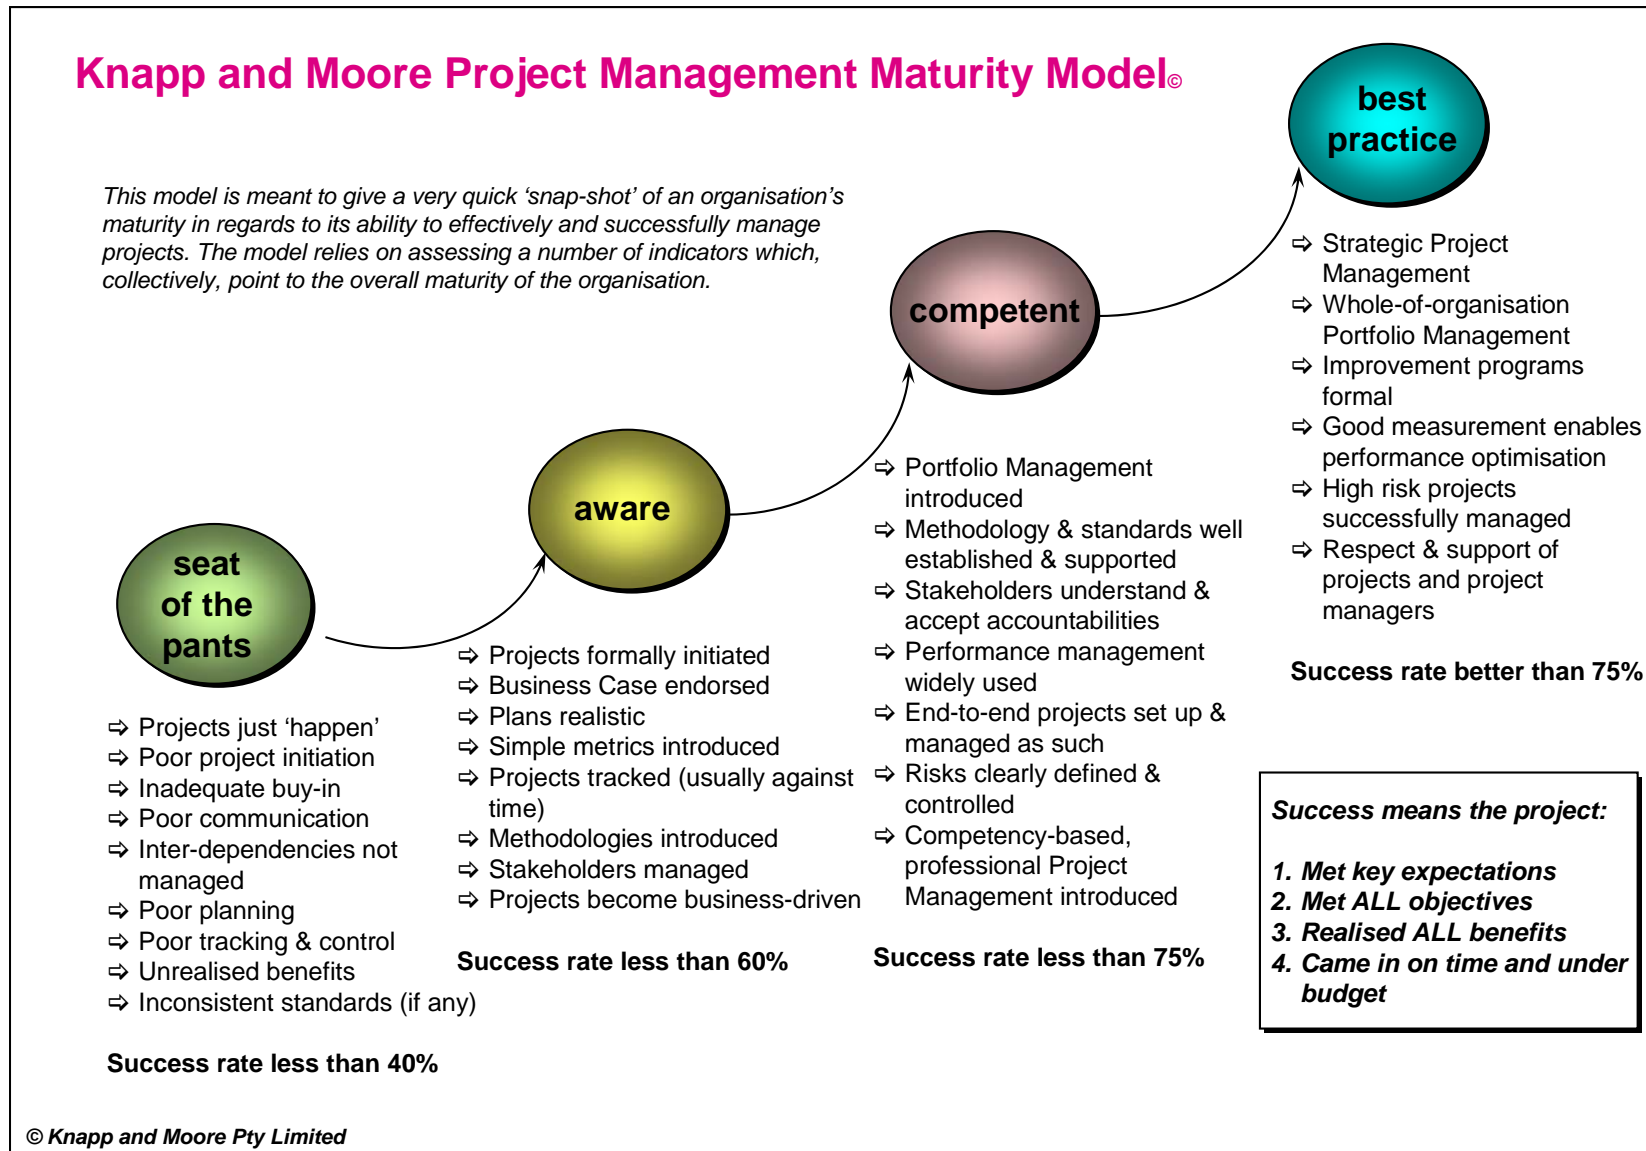 Knapp and Moore Project Management Maturity Model©
This model is meant to give a very quick ‘snap-shot’ of an organisation’s
maturity in regards to its ability to effectively and successfully manage
projects. The model relies on assessing a number of indicators which,
collectively, point to the overall maturity of the organisation.
seat
of the
pants
⇨ Projects just ‘happen’
⇨ Poor project initiation
⇨ Inadequate buy-in
⇨ Poor communication
⇨ Inter-dependencies not
managed
⇨ Poor planning
⇨ Poor tracking & control
⇨ Unrealised benefits
⇨ Inconsistent standards (if any)
Success rate less than 40%
aware
⇨ Projects formally initiated
⇨ Business Case endorsed
⇨ Plans realistic
⇨ Simple metrics introduced
⇨ Projects tracked (usually against
time)
⇨ Methodologies introduced
⇨ Stakeholders managed
⇨ Projects become business-driven
Success rate less than 60%
competent
⇨ Portfolio Management
introduced
⇨ Methodology & standards well
established & supported
⇨ Stakeholders understand &
accept accountabilities
⇨ Performance management
widely used
⇨ End-to-end projects set up &
managed as such
⇨ Risks clearly defined &
controlled
⇨ Competency-based,
professional Project
Management introduced
Success rate less than 75%
best
practice
⇨ Strategic Project
Management
⇨ Whole-of-organisation
Portfolio Management
⇨ Improvement programs
formal
⇨ Good measurement enables
performance optimisation
⇨ High risk projects
successfully managed
⇨ Respect & support of
projects and project
managers
Success rate better than 75%
Success means the project:
1. Met key expectations
2. Met ALL objectives
3. Realised ALL benefits
4. Came in on time and under
budget
© Knapp and Moore Pty Limited